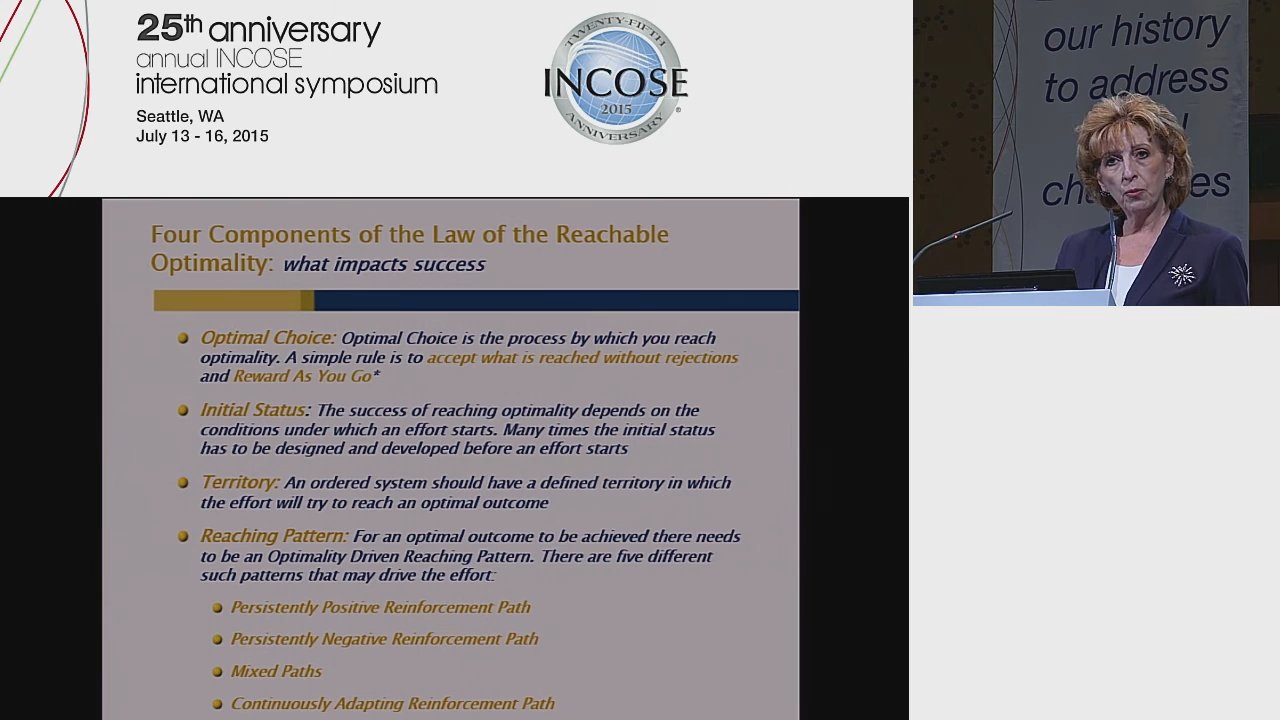 25th anniversary
annual INCOSE
international symposium
Seattle, WA
July 13 - 16, 2015
TWENTY-FIFTH
INCOSE
2015
ANNIVERSARY
®
our history
to address
Four Components of the Law of the Reachable
Optimality: what impacts success
Optimal Choice: Optimal Choice is the process by which you reach
optimality. A simple rule is to accept what is reached without rejections
and Reward As You Go*
Initial Status: The success of reaching optimality depends on the
conditions under which an effort starts. Many times the initial status
has to be designed and developed before an effort starts
Territory: An ordered system should have a defined territory in which
the effort will try to reach an optimal outcome
Reaching Pattern: For an optimal outcome to be achieved there needs
to be an Optimality Driven Reaching Pattern. There are five different
such patterns that may drive the effort:
Persistently Positive Reinforcement Path
Persistently Negative Reinforcement Path
Mixed Paths
Continuously Adapting Reinforcement Path